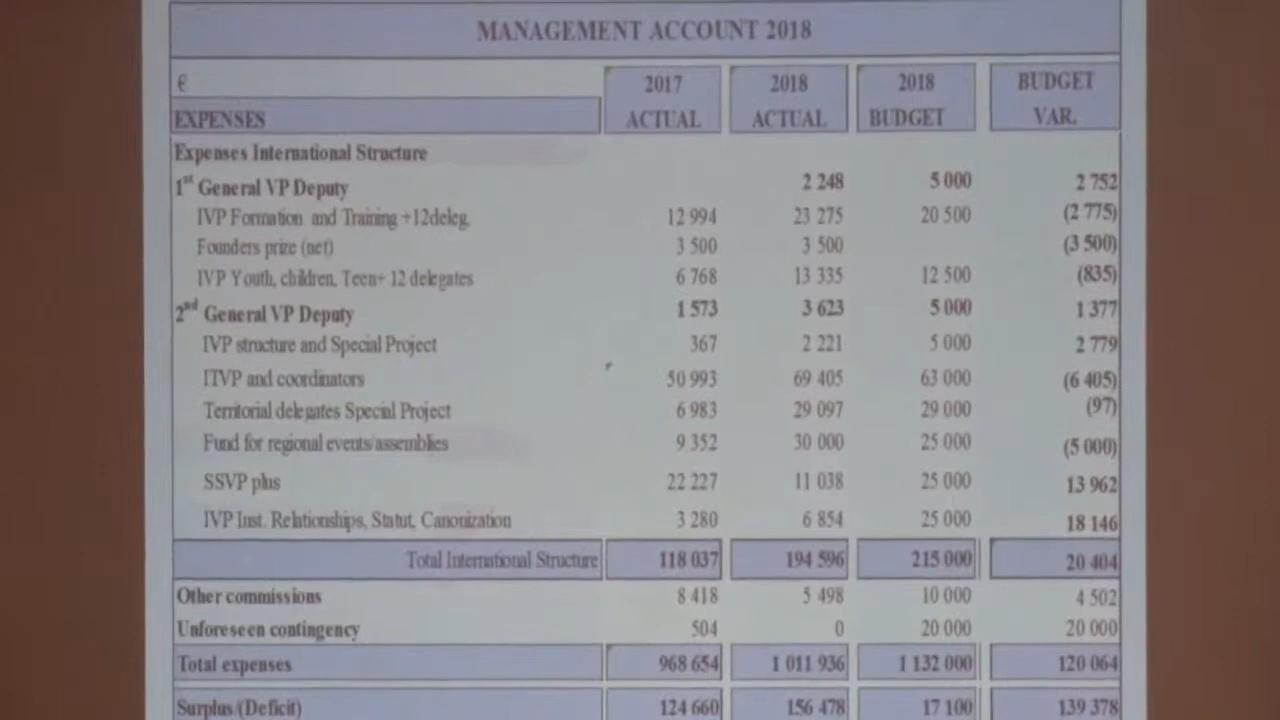 MANAGEMENT ACCOUNT 2018
€ 2017 2018 2018 BUDGET
EXPENSES ACTUAL ACTUAL BUDGET VAR.
Expenses International Structure
1st General VP Deputy 2 248 5 000 2 752
IVP Formation and Training +12deleg. 12 994 23 275 20 500 (2 775)
Founders prize (net) 3 500 3 500 (3 500)
IVP Youth, children, Teen+ 12 delegates 6 768 13 335 12 500 (835)
2nd General VP Deputy 1 573 3 623 5 000 1 377
IVP structure and Special Project 367 2 221 5 000 2 779
ITVP and coordinators 50 993 69 405 63 000 (6 405)
Territorial delegates Special Project 6 983 29 097 29 000 (97)
Fund for regional events/assemblies 9 352 30 000 25 000 (5 000)
SSVP plus 22 227 11 038 25 000 13 962
IVP Inst. Relationships, Statut, Canonization 3 280 6 854 25 000 18 146
Total International Structure 118 037 194 596 215 000 20 404
Other commissions 8 418 5 498 10 000 4 502
Unforeseen contingency 504 0 20 000 20 000
Total expenses 968 654 1 011 936 1 132 000 120 064
Surplus/(Deficit) 124 660 156 478 17 100 139 378